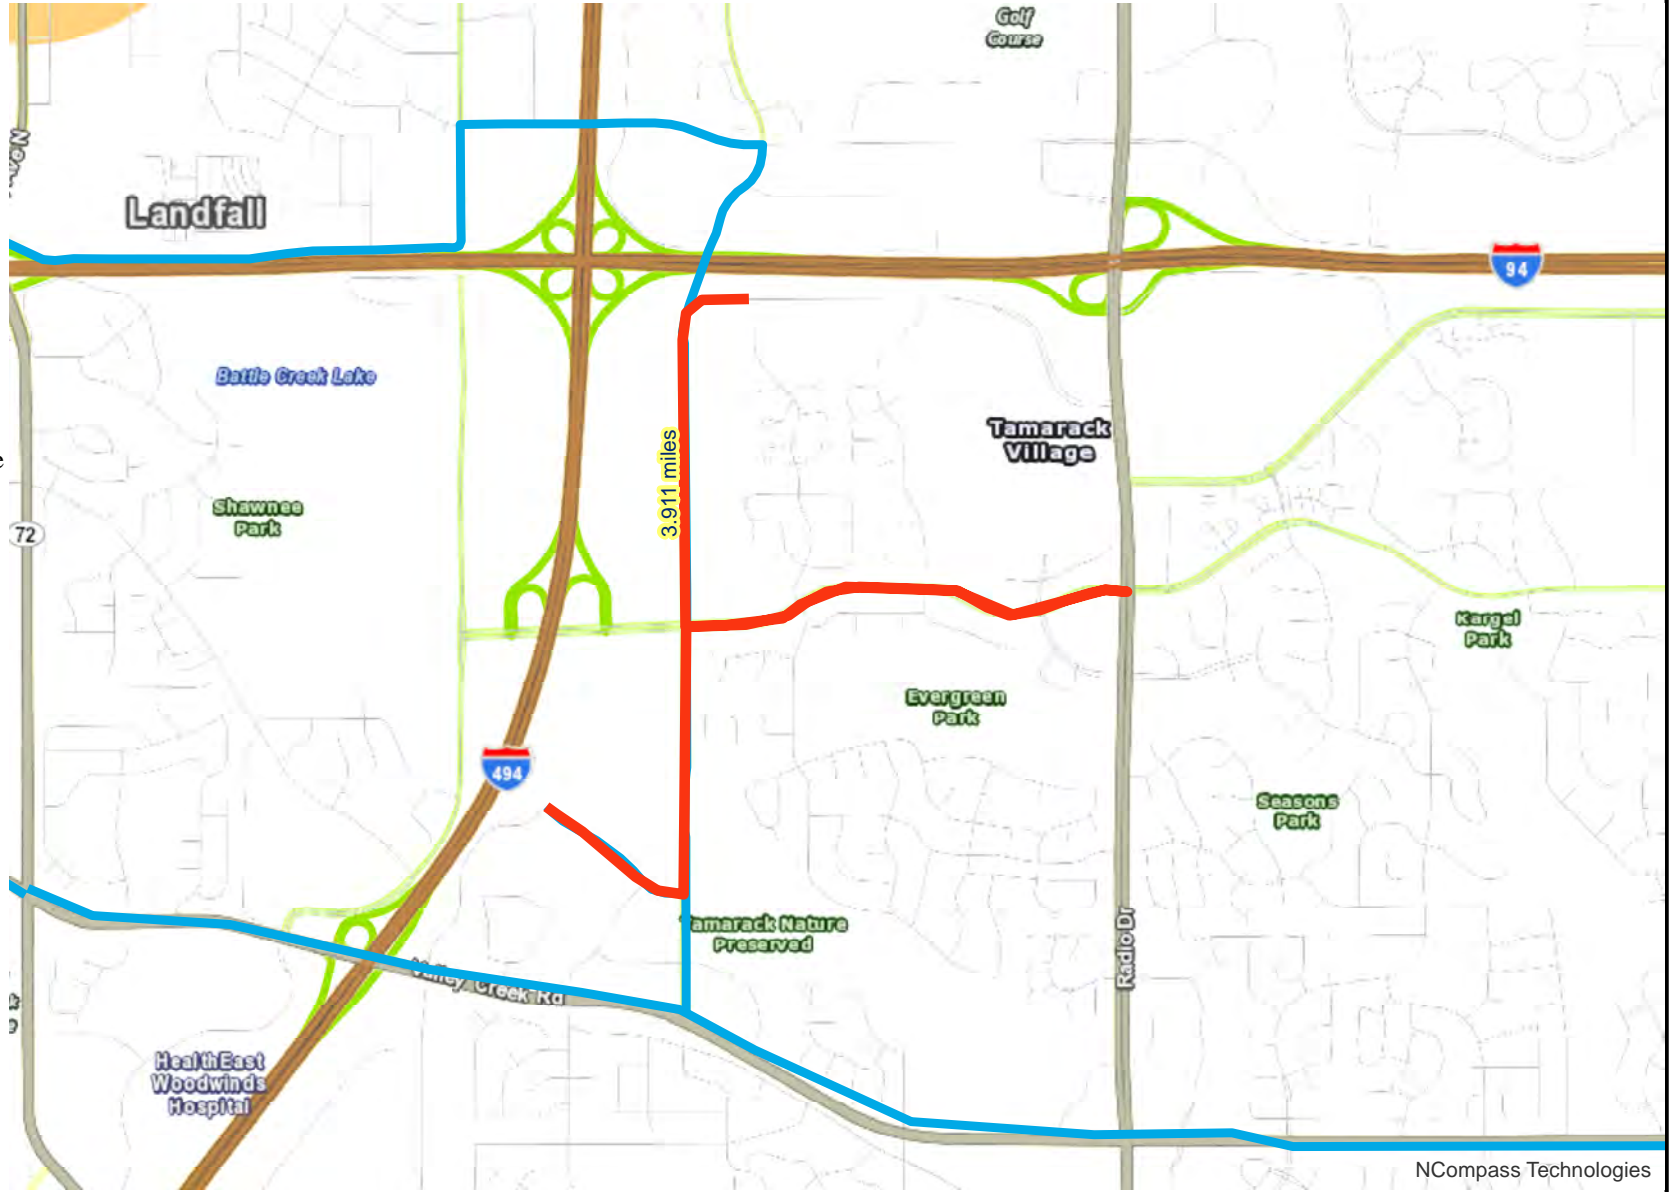 Golf
Course
Landfall
94
Battle Creek Lake
Tamarack
Village
3.911 miles
Shawnee
Park
72
Kargel
Park
Evergreen
Park
494
Seasons
Park
amarack Nature
Preserved
Radio Dr
Valley Creek Rd
HealthEast
Woodwinds
Hospital
NCompass Technologies